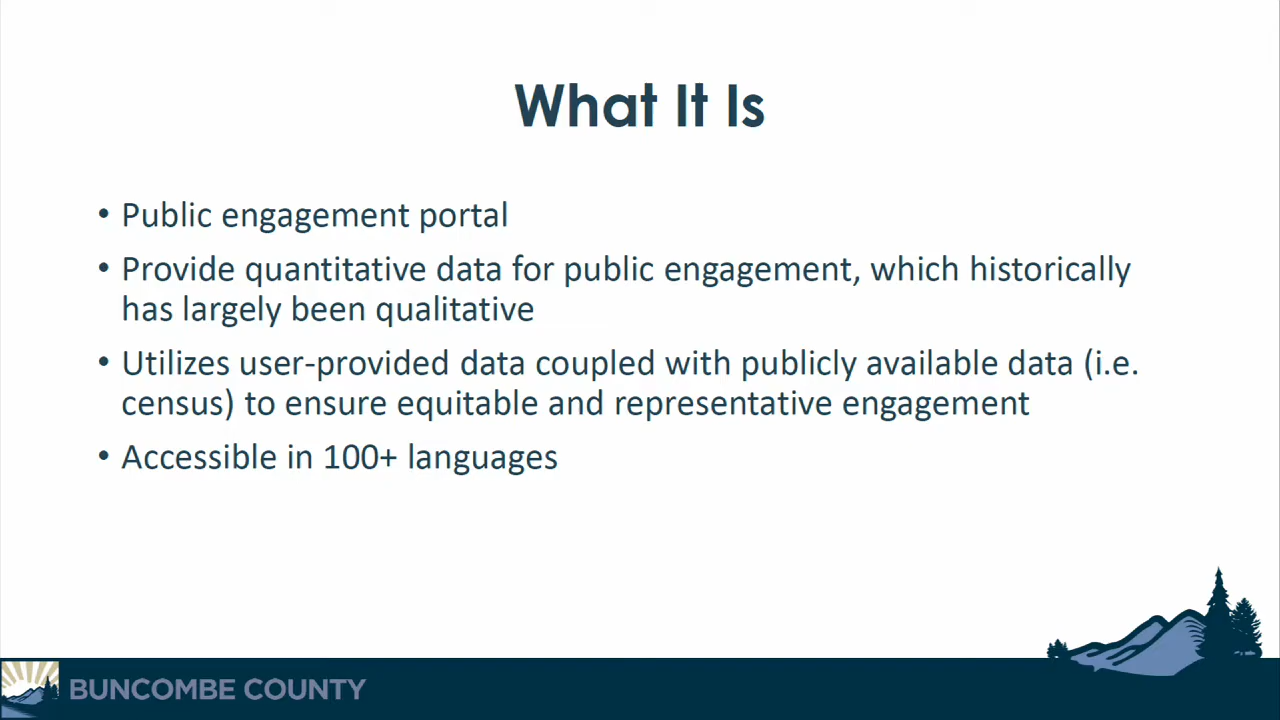 What It Is
• Public engagement portal
• Provide quantitative data for public engagement, which historically
has largely been qualitative
• Utilizes user-provided data coupled with publicly available data (i.e.
census) to ensure equitable and representative engagement
• Accessible in 100+ languages
BUNCOMBE COUNTY